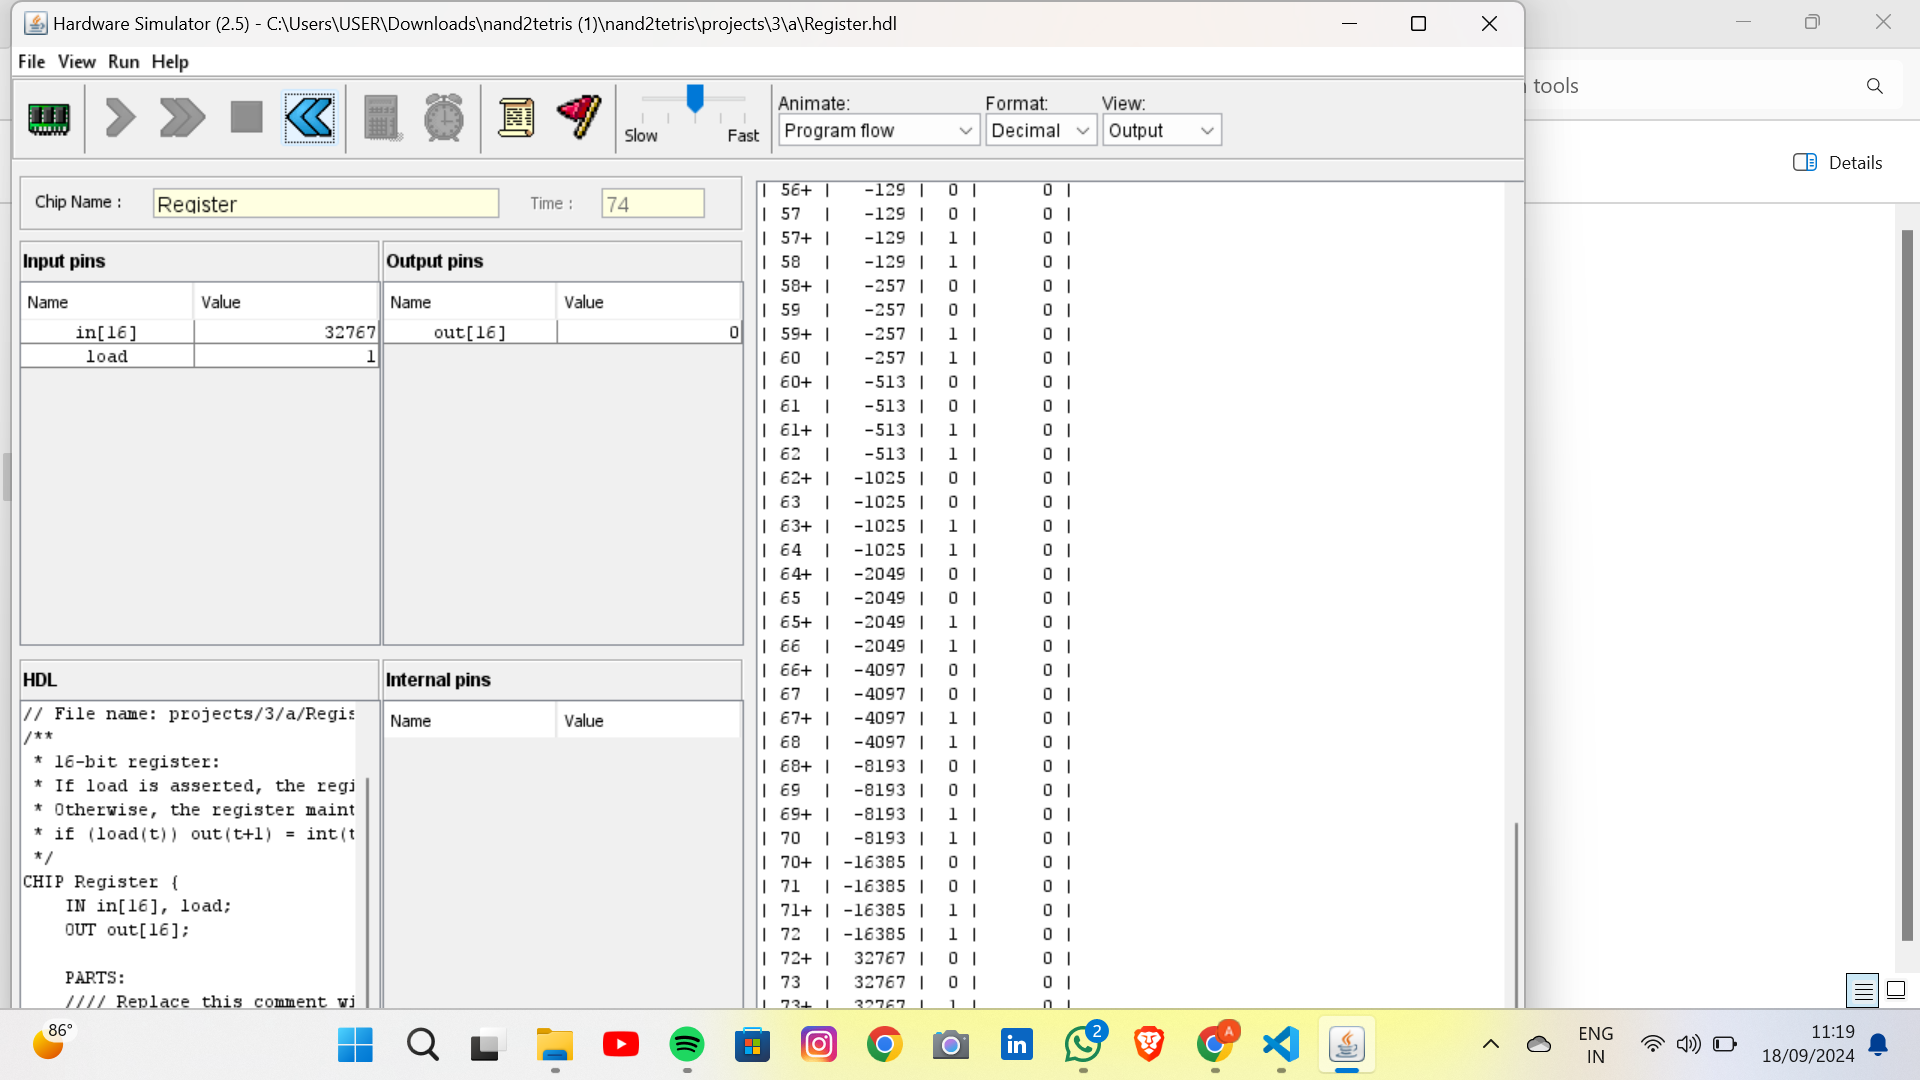 Hardware Simulator (2.5) - C:\Users\USER\Downloads\nand2tetris (1)\nand2tetris\projects\3\a\Register.hdl
File View Run Help
tools
Slow Fast
Animate: Format: View:
Program flow Decimal Output
Details
Chip Name : Register Time : 74
Input pins Output pins
Name Value Name Value
in[16] 32767 out[16] 0
load 1
| 56+ | -129 | 0 | 0 |
| 57 | -129 | 0 | 0 |
| 57+ | -129 | 1 | 0 |
| 58 | -129 | 1 | 0 |
| 58+ | -257 | 0 | 0 |
| 59 | -257 | 0 | 0 |
| 59+ | -257 | 1 | 0 |
| 60 | -257 | 1 | 0 |
| 60+ | -513 | 0 | 0 |
| 61 | -513 | 0 | 0 |
| 61+ | -513 | 1 | 0 |
| 62 | -513 | 1 | 0 |
| 62+ | -1025 | 0 | 0 |
| 63 | -1025 | 0 | 0 |
| 63+ | -1025 | 1 | 0 |
| 64 | -1025 | 1 | 0 |
| 64+ | -2049 | 0 | 0 |
| 65 | -2049 | 0 | 0 |
| 65+ | -2049 | 1 | 0 |
| 66 | -2049 | 1 | 0 |
| 66+ | -4097 | 0 | 0 |
| 67 | -4097 | 0 | 0 |
| 67+ | -4097 | 1 | 0 |
| 68 | -4097 | 1 | 0 |
| 68+ | -8193 | 0 | 0 |
| 69 | -8193 | 0 | 0 |
| 69+ | -8193 | 1 | 0 |
| 70 | -8193 | 1 | 0 |
| 70+ | -16385 | 0 | 0 |
| 71 | -16385 | 0 | 0 |
| 71+ | -16385 | 1 | 0 |
| 72 | -16385 | 1 | 0 |
| 72+ | 32767 | 0 | 0 |
| 73 | 32767 | 0 | 0 |
| 73+ | 32767 | 1 | 0 |
HDL
// File name: projects/3/a/Regis
/**
* 16-bit register:
* If load is asserted, the regi
* Otherwise, the register maint
* if (load(t)) out(t+1) = int(t
*/
CHIP Register {
IN in[16], load;
OUT out[16];
PARTS:
//// Replace this comment wi
Internal pins
Name Value
86°
2
A
in
ENG
IN
11:19
18/09/2024